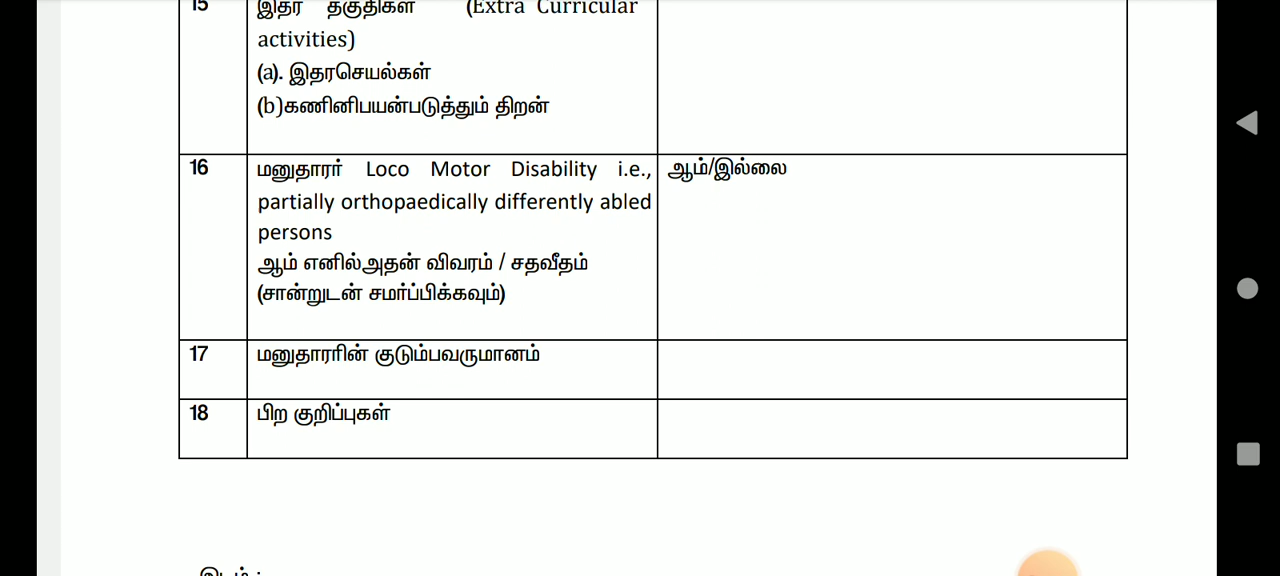 15 இதர தகுதிகள் (Extra Curricular
activities)
(a). இதரசெயல்கள்
(b)கணினிபயன்படுத்தும் திறன்
16 மனுதாரர் Loco Motor Disability i.e., ஆம்/இல்லை
partially orthopaedically differently abled
persons
ஆம் எனில்அதன் விவரம் / சதவீதம்
(சான்றுடன் சமர்ப்பிக்கவும்)
17 மனுதாரரின் குடும்பவருமானம்
18 பிற குறிப்புகள்
இடம் :